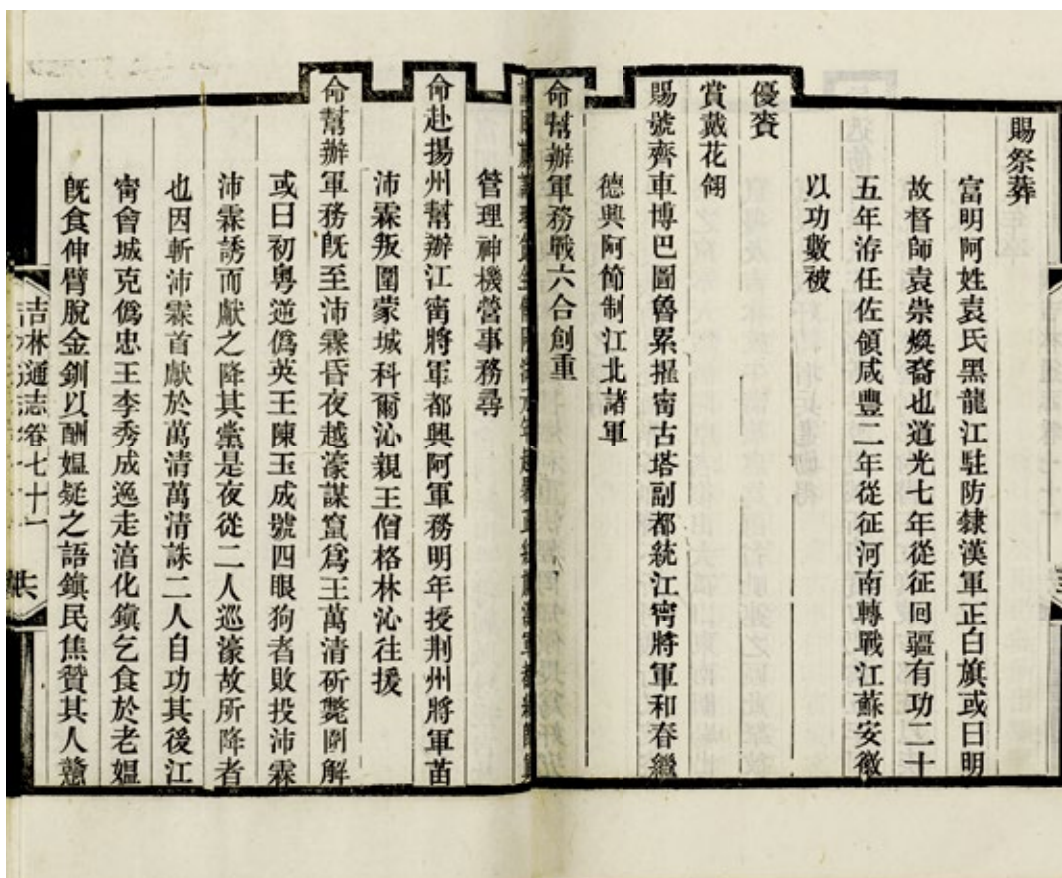 賜祭葬
富明阿姓袁氏黑龍江駐防隸漢軍正白旗或曰明
故督師袁崇煥裔也道光七年從征回疆有功二十
五年洊任佐領咸豐二年從征河南轉戰江蘇安徽
以功數被
優賚
賞戴花翎
賜號齊車博巴圖魯累擢甯古塔副都統江甯將軍和春繼
德興阿節制江北諸軍
命幫辦軍務戰六合創重
管理神機營事務尋
命赴揚州幫辦江甯將軍都興阿軍務明年授荆州將軍苗
沛霖叛圍蒙城科爾沁親王僧格林沁往援
命幫辦軍務旣至沛霖昏夜越濠謀竄爲王萬清斫斃圍解
或曰初粤逆僞英王陳玉成號四眼狗者敗投沛霖
沛霖誘而獻之降其黨是夜從二人巡濠故所降者
也因斬沛霖首獻於萬清萬清誅二人自功其後江
甯會城克僞忠王李秀成逸走湻化鎭乞食於老媼
旣食伸臂脫金釧以酬媼疑之語鎭民焦贊其人戇
吉林通志卷七十一